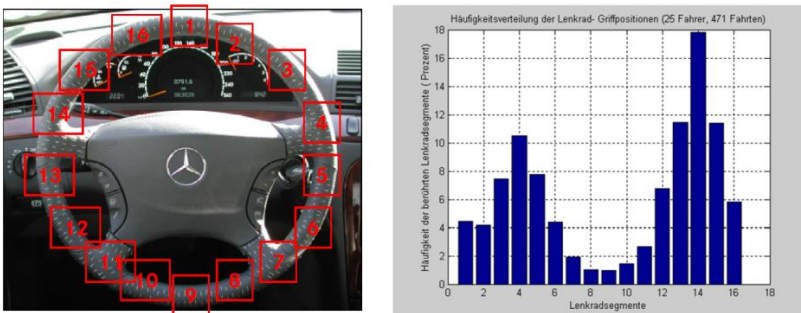 16 1 2
15 3
14 4
13 5
12 6
11 7
10 9 8
Häufigkeitsverteilung der Lenkrad- Griffpositionen (25 Fahrer, 471 Fahrten)
Häufigkeit der berührten Lenkradsegmente ( Prozent)
18
16
14
12
10
8
6
4
2
0
0 2 4 6 8 10 12 14 16 18
Lenkradsegmente